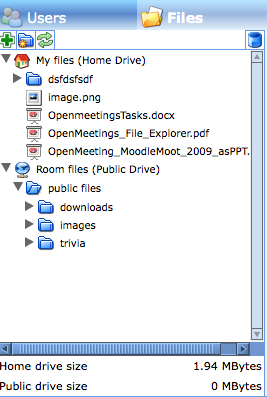 Users Files
My files (Home Drive)
dsfdsfsdf
image.png
OpenmeetingsTasks.docx
OpenMeetings_File_Explorer.pdf
OpenMeeting_MoodleMoot_2009_asPPT.
Room files (Public Drive)
public files
downloads
images
trivia
Home drive size 1.94 MBytes
Public drive size 0 MBytes